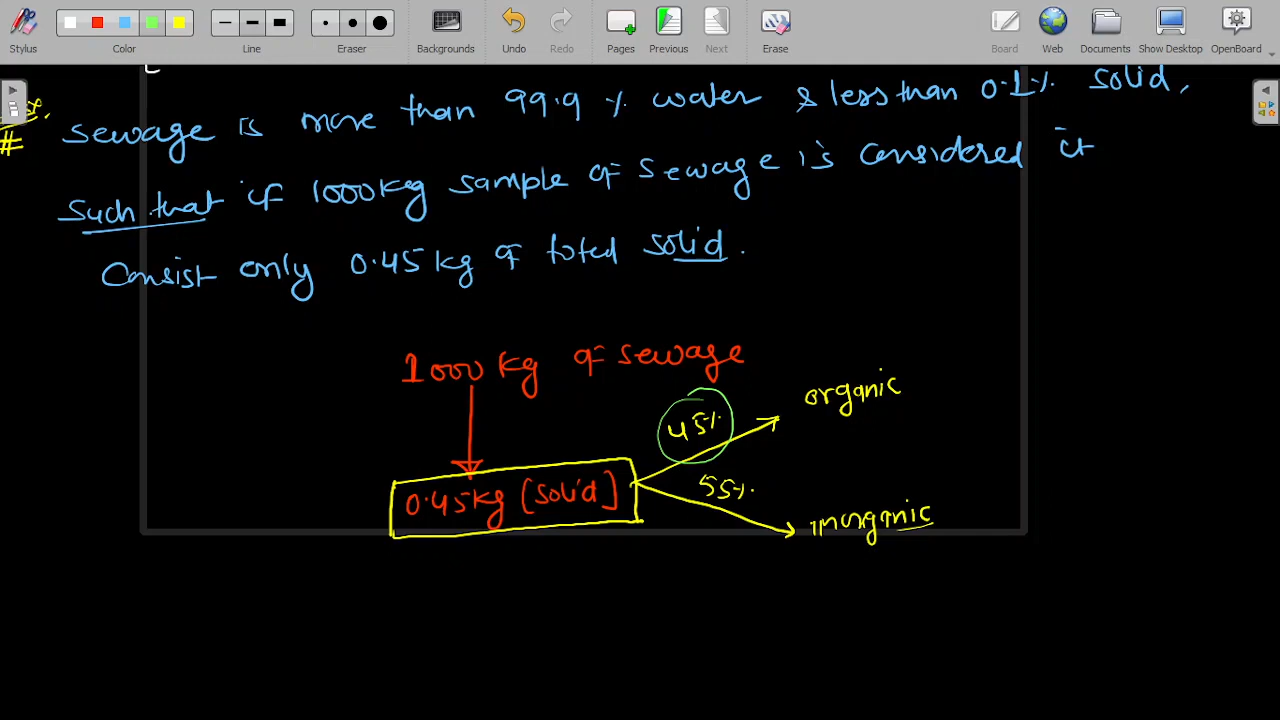 Stylus Color Line Eraser Backgrounds Undo Redo Pages Previous Next Erase Board Web Documents Show Desktop OpenBoard
# Sewage is more than 99.9 % water & less than 0.1% solid,
Such that if 1000kg sample of sewage is considered it
Consist only 0.45 kg of total solid.
1000 kg of sewage
organic
45%
0.45kg [solid]
55%
inorganic